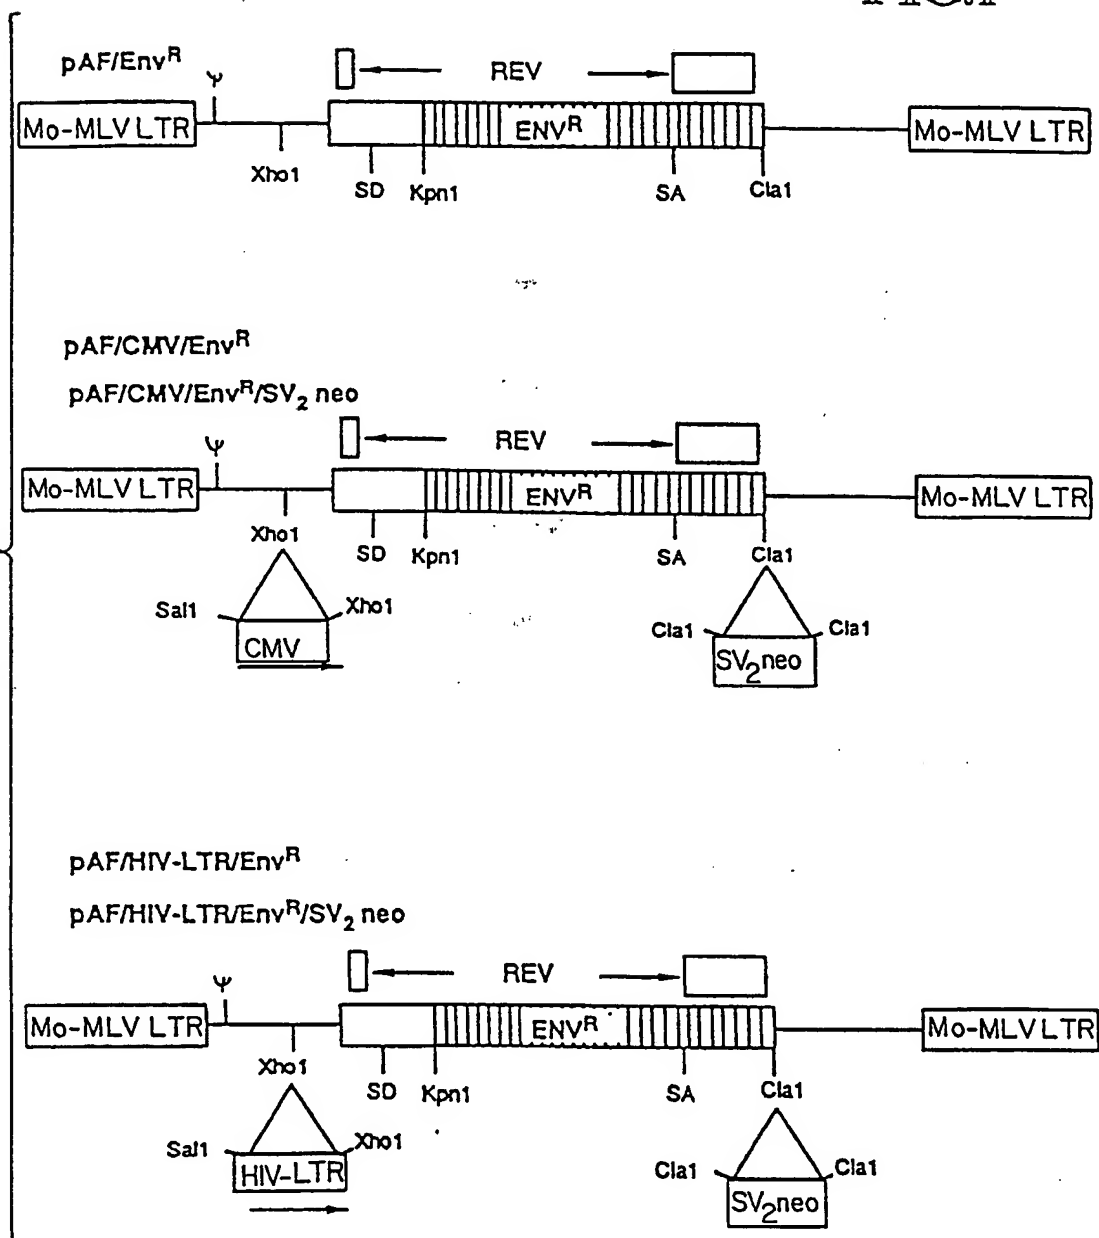 pAF/Env^R
Ψ
REV
Mo-MLV LTR
ENV^R
Mo-MLV LTR
Xho1
SD
Kpn1
SA
Cla1
pAF/CMV/Env^R
pAF/CMV/Env^R/SV₂ neo
Ψ
REV
Mo-MLV LTR
ENV^R
Mo-MLV LTR
Xho1
SD
Kpn1
SA
Cla1
Sal1
Xho1
CMV
Cla1
Cla1
SV₂neo
pAF/HIV-LTR/Env^R
pAF/HIV-LTR/Env^R/SV₂ neo
Ψ
REV
Mo-MLV LTR
ENV^R
Mo-MLV LTR
Xho1
SD
Kpn1
SA
Cla1
Sal1
Xho1
HIV-LTR
Cla1
Cla1
SV₂neo